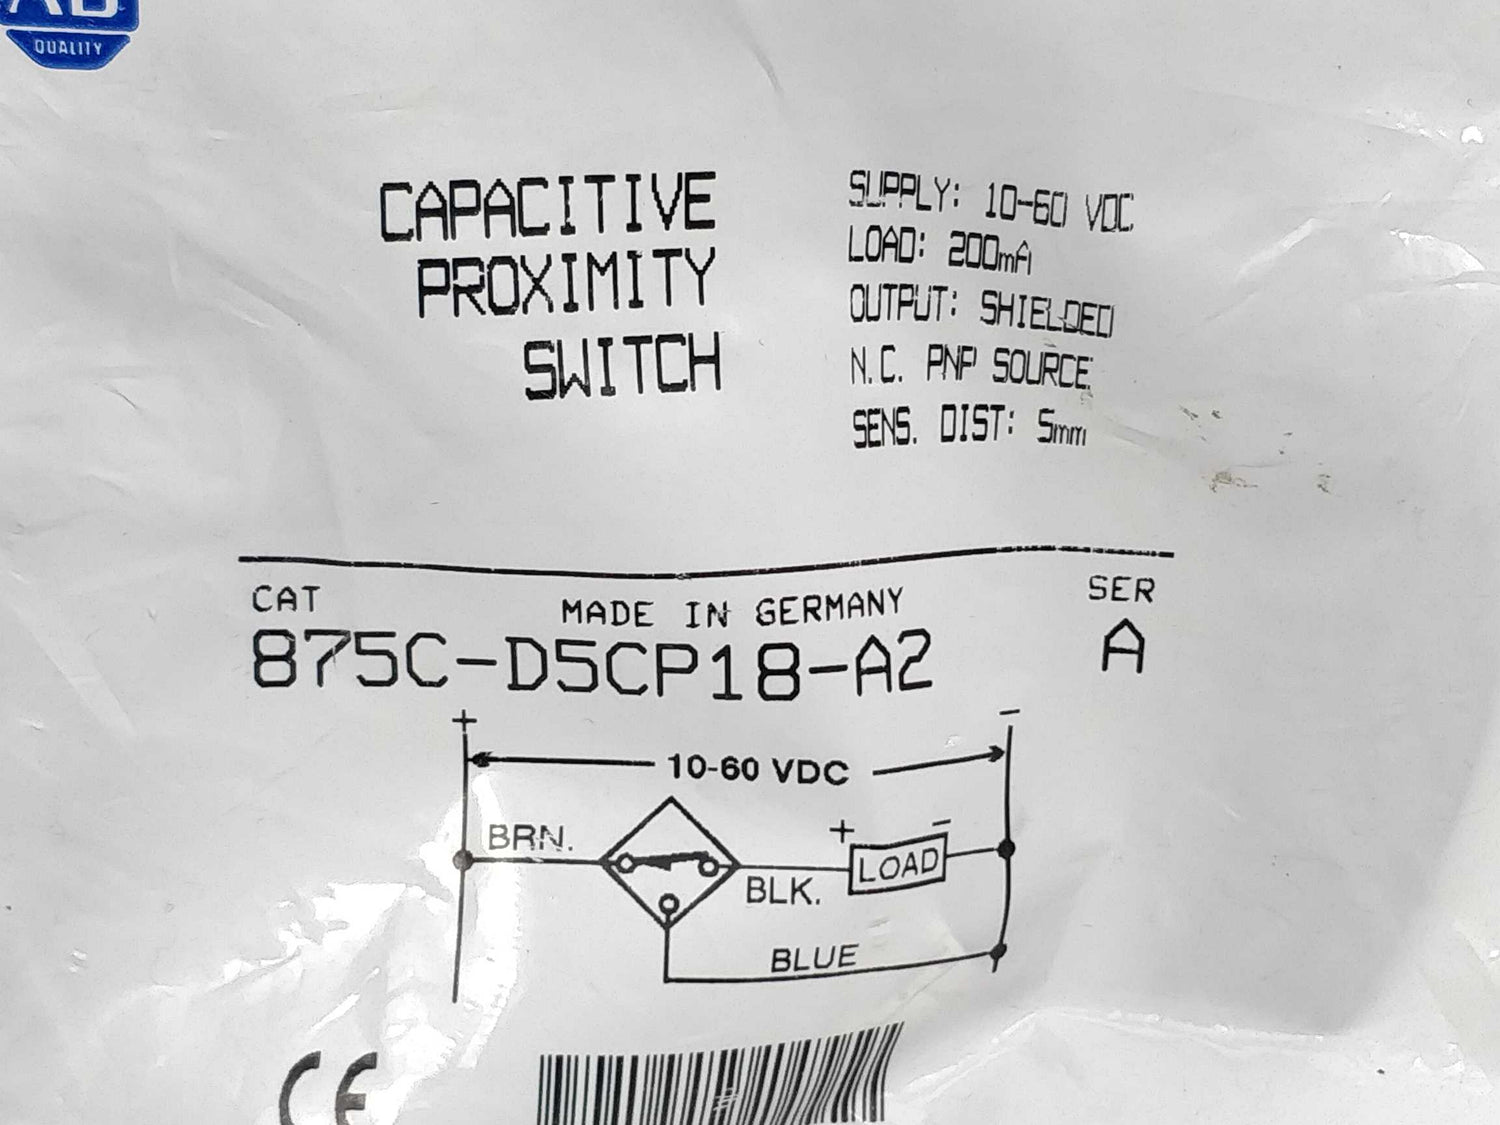 AB
QUALITY
CAPACITIVE
PROXIMITY
SWITCH
SUPPLY: 10-60 VDC
LOAD: 200mA
OUTPUT: SHIELDED
N.C. PNP SOURCE
SENS. DIST: 5mm
CAT
MADE IN GERMANY
SER
875C-D5CP18-A2
A
+
-
10-60 VDC
BRN.
+
-
LOAD
BLK.
BLUE
CE